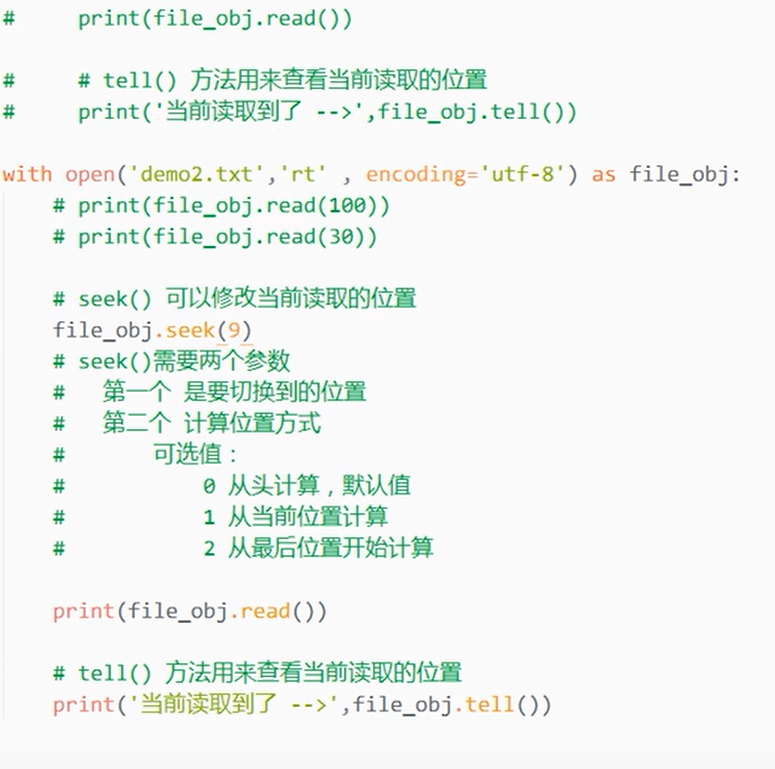 #     print(file_obj.read())
#     # tell() 方法用来查看当前读取的位置
#     print('当前读取到了 -->',file_obj.tell())
with open('demo2.txt','rt' , encoding='utf-8') as file_obj:
    # print(file_obj.read(100))
    # print(file_obj.read(30))
    # seek() 可以修改当前读取的位置
    file_obj.seek(9)
    # seek()需要两个参数
    #   第一个 是要切换到的位置
    #   第二个 计算位置方式
    #       可选值：
    #           0 从头计算，默认值
    #           1 从当前位置计算
    #           2 从最后位置开始计算
    print(file_obj.read())
    # tell() 方法用来查看当前读取的位置
    print('当前读取到了 -->',file_obj.tell())